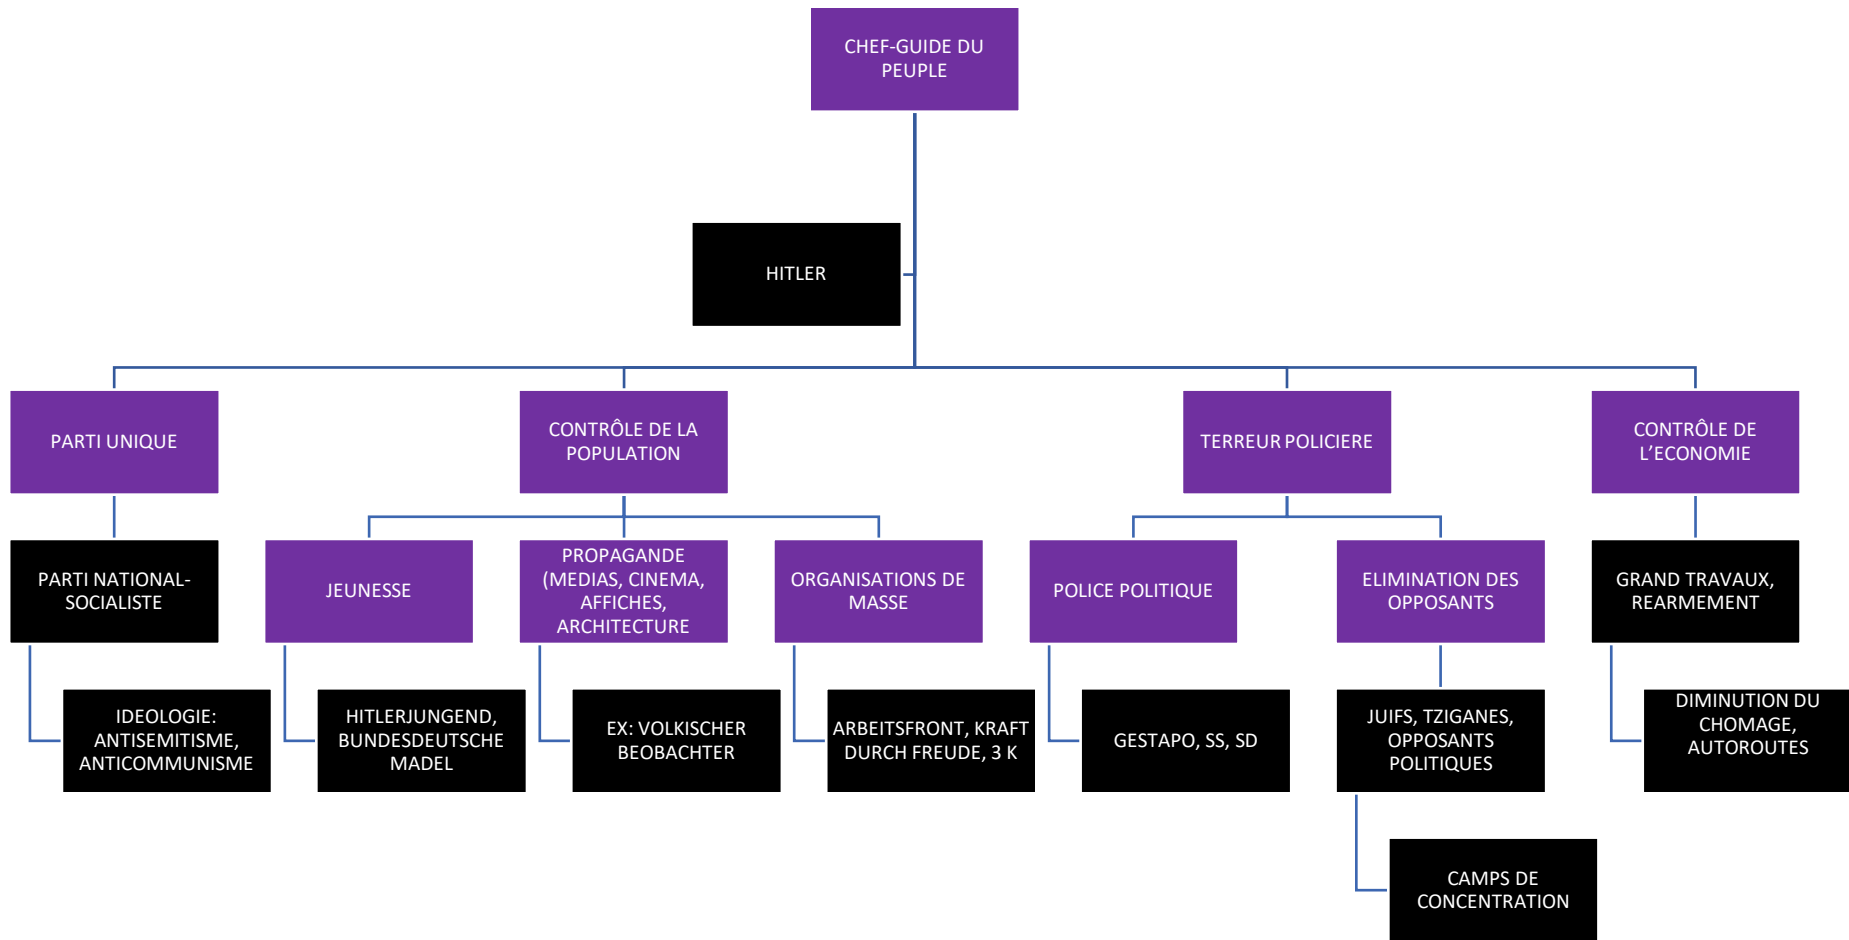 CHEF-GUIDE DU
PEUPLE
HITLER
PARTI UNIQUE
CONTRÔLE DE LA
POPULATION
TERREUR POLICIERE
CONTRÔLE DE
L’ECONOMIE
PARTI NATIONAL-
SOCIALISTE
JEUNESSE
PROPAGANDE
(MEDIAS, CINEMA,
AFFICHES,
ARCHITECTURE
ORGANISATIONS DE
MASSE
POLICE POLITIQUE
ELIMINATION DES
OPPOSANTS
GRAND TRAVAUX,
REARMEMENT
IDEOLOGIE:
ANTISEMITISME,
ANTICOMMUNISME
HITLERJUNGEND,
BUNDESDEUTSCHE
MADEL
EX: VOLKISCHER
BEOBACHTER
ARBEITSFRONT, KRAFT
DURCH FREUDE, 3 K
GESTAPO, SS, SD
JUIFS, TZIGANES,
OPPOSANTS
POLITIQUES
DIMINUTION DU
CHOMAGE,
AUTOROUTES
CAMPS DE
CONCENTRATION